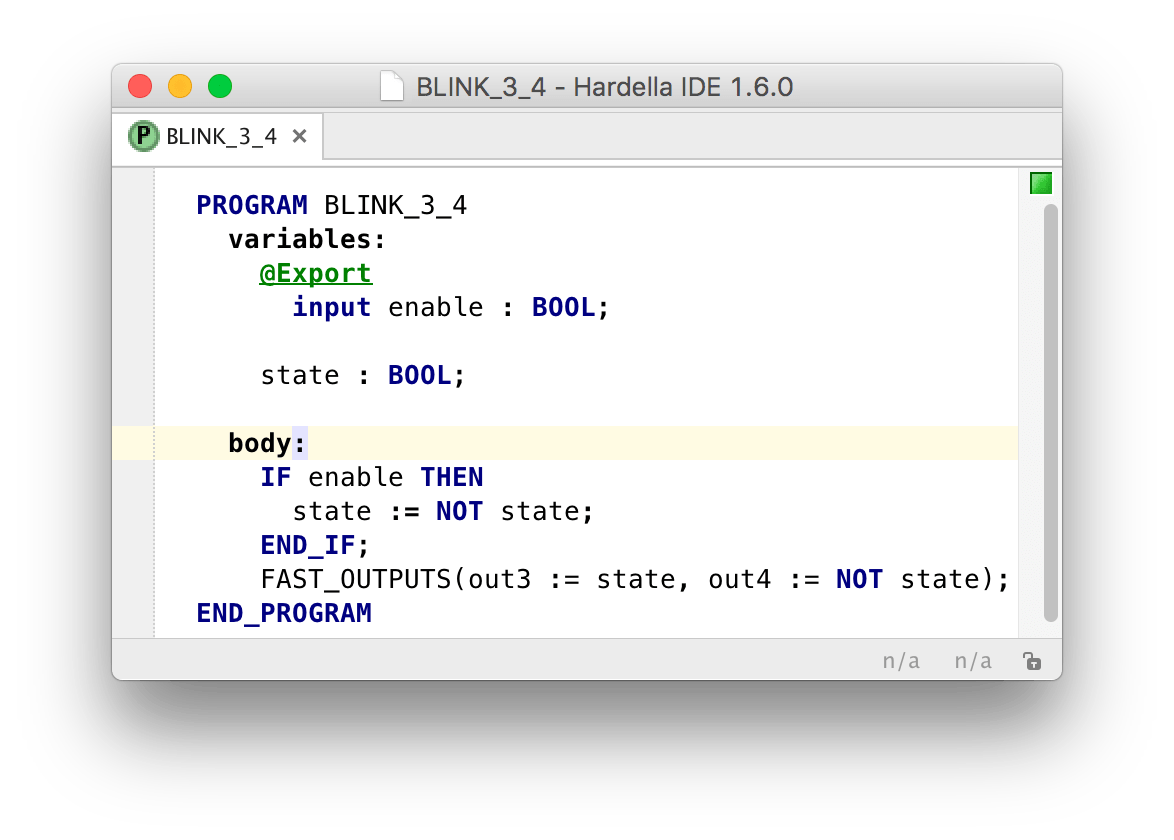 BLINK_3_4 - Hardella IDE 1.6.0
P BLINK_3_4 ×
PROGRAM BLINK_3_4
variables:
@Export
input enable : BOOL;
state : BOOL;
body:
IF enable THEN
state := NOT state;
END_IF;
FAST_OUTPUTS(out3 := state, out4 := NOT state);
END_PROGRAM
n/a n/a